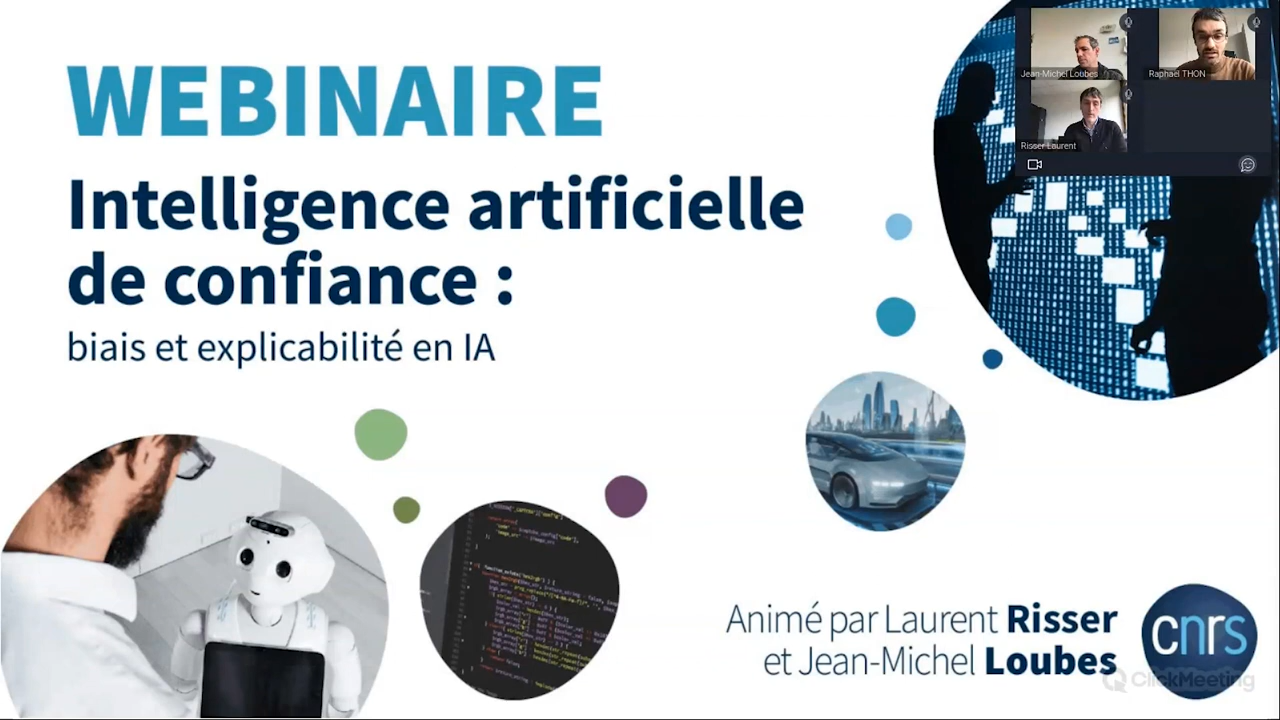 WEBINAIRE
Intelligence artificielle
de confiance :
biais et explicabilité en IA
Jean-Michel Loubes
Raphael THON
Risser Laurent
Animé par Laurent Risser
et Jean-Michel Loubes
cnrs
ClickMeeting